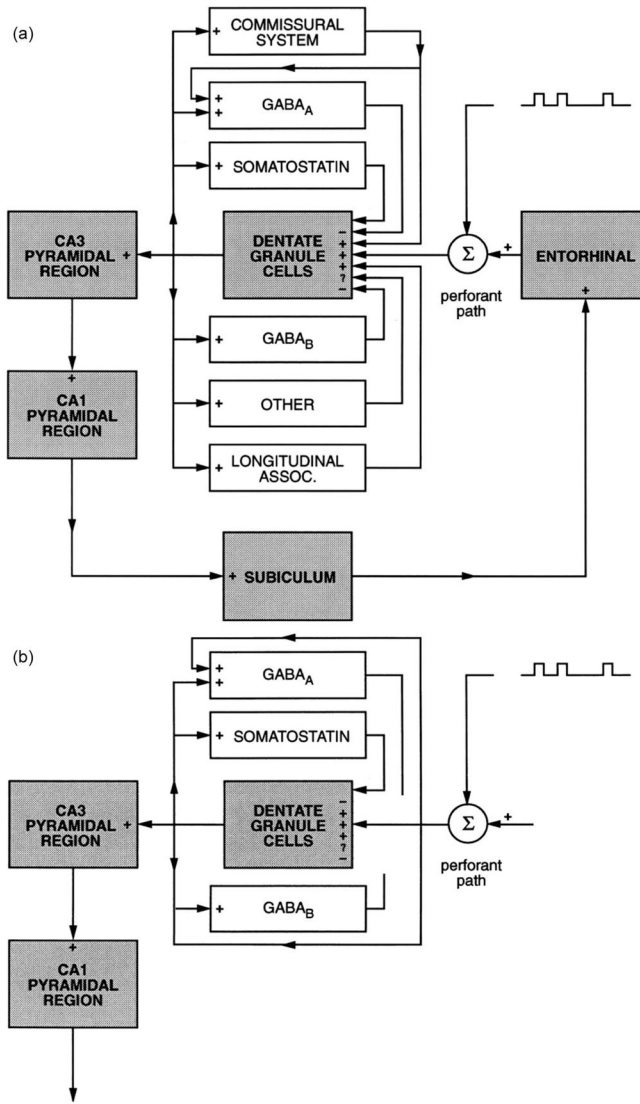 (a)
+ COMMISSURAL
SYSTEM
+
+
GABAA
+ SOMATOSTATIN
CA3
PYRAMIDAL +
REGION
DENTATE
GRANULE
CELLS
−
+
+
+
?
−
Σ
perforant
path
+
ENTORHINAL
+
+
CA1
PYRAMIDAL
REGION
+ GABAB
+ OTHER
+ LONGITUDINAL
ASSOC.
+ SUBICULUM
(b)
+
+
GABAA
+ SOMATOSTATIN
CA3
PYRAMIDAL +
REGION
DENTATE
GRANULE
CELLS
−
+
+
+
?
−
Σ
perforant
path
+
+ GABAB
+
CA1
PYRAMIDAL
REGION